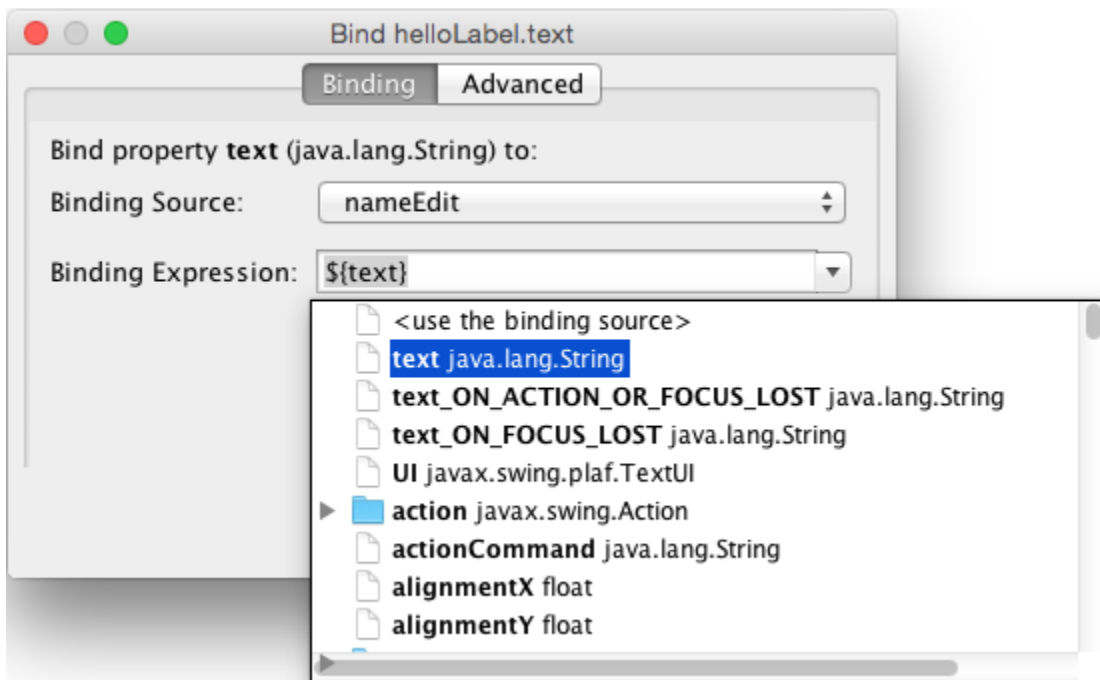 Bind helloLabel.text
Binding Advanced
Bind property text (java.lang.String) to:
Binding Source: nameEdit
Binding Expression: ${text}
<use the binding source>
text java.lang.String
text_ON_ACTION_OR_FOCUS_LOST java.lang.String
text_ON_FOCUS_LOST java.lang.String
UI javax.swing.plaf.TextUI
action javax.swing.Action
actionCommand java.lang.String
alignmentX float
alignmentY float